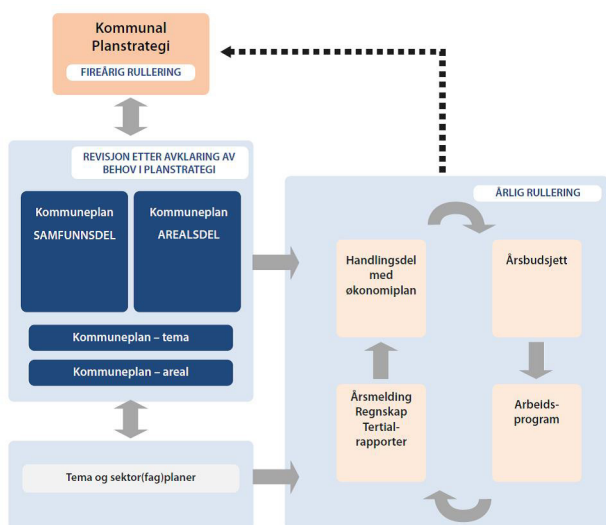 Kommunal
Planstrategi
FIREÅRIG RULLERING
REVISJON ETTER AVKLARING AV
BEHOV I PLANSTRATEGI
Kommuneplan
SAMFUNNSDEL
Kommuneplan
AREALSDEL
Kommuneplan – tema
Kommuneplan – areal
Tema og sektor(fag)planer
ÅRLIG RULLERING
Handlingsdel
med
økonomiplan
Årsbudsjett
Årsmelding
Regnskap
Tertial-
rapporter
Arbeids-
program